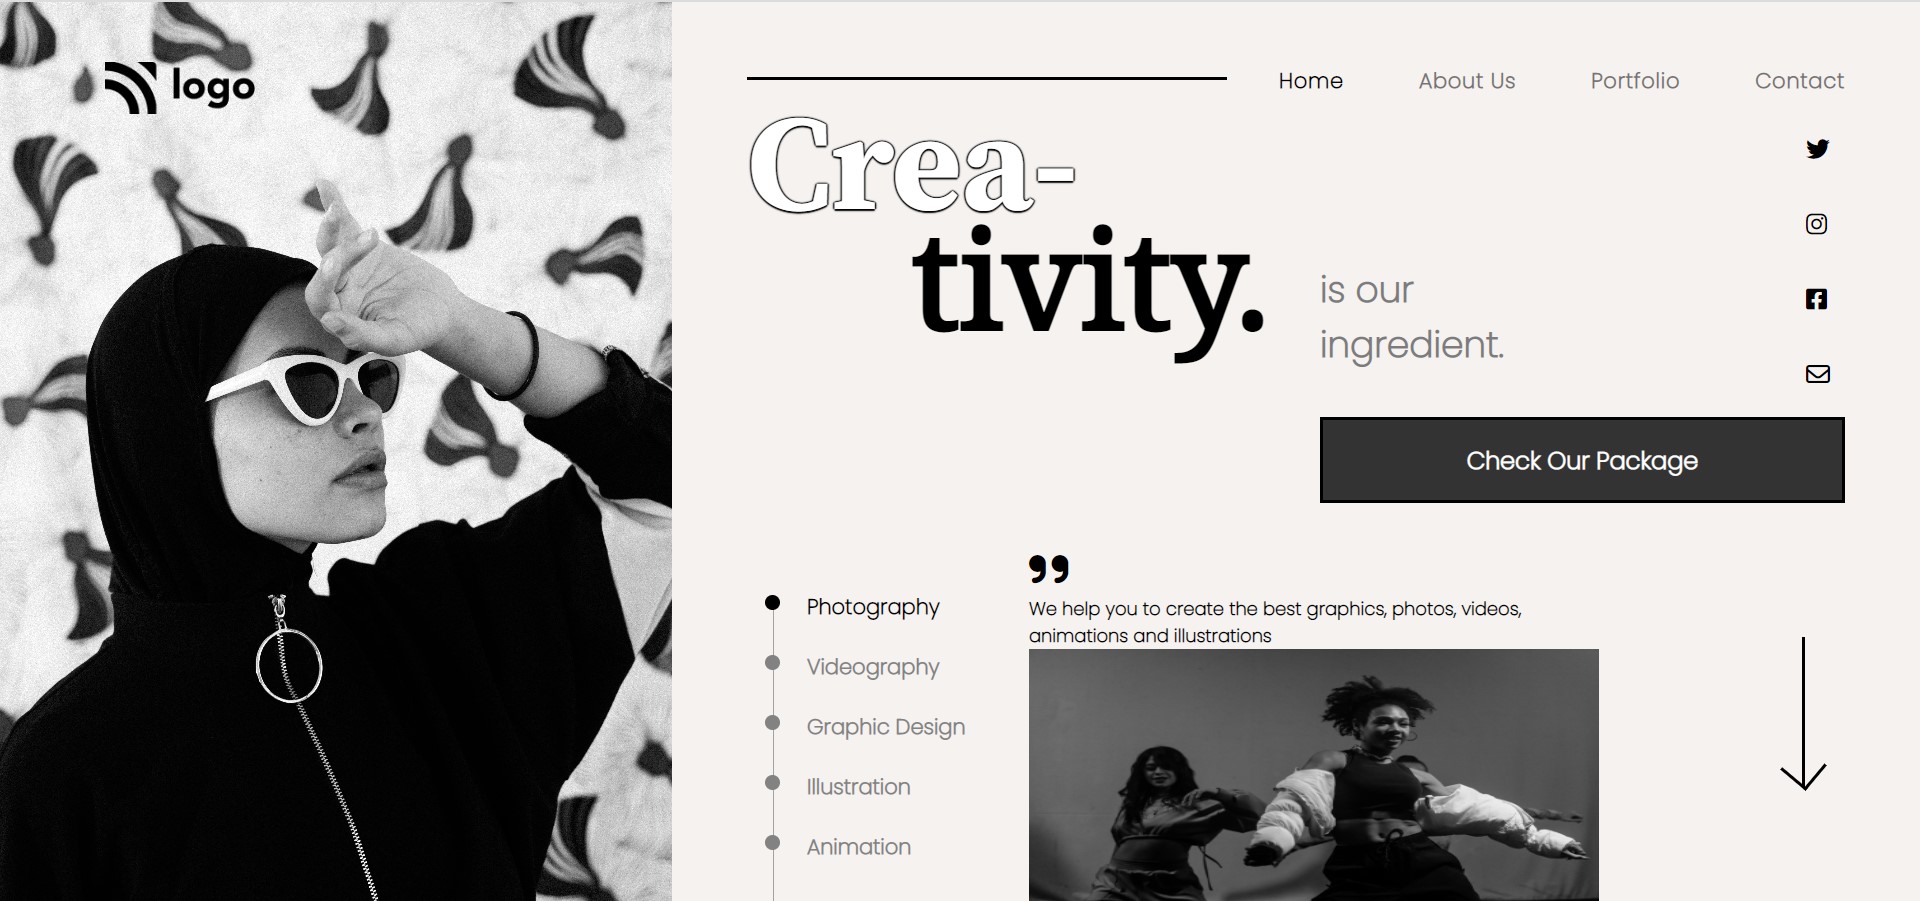 logo
Home About Us Portfolio Contact
Crea-
tivity.
is our
ingredient.
Check Our Package
Photography
Videography
Graphic Design
Illustration
Animation
”
We help you to create the best graphics, photos, videos,
animations and illustrations